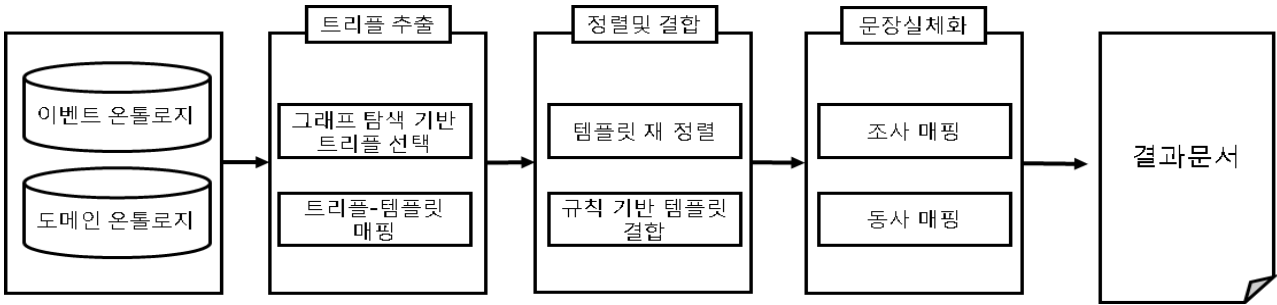 이벤트 온톨로지
도메인 온톨로지
트리플 추출
그래프 탐색 기반
트리플 선택
트리플-템플릿
매핑
정렬및 결합
템플릿 재 정렬
규칙 기반 템플릿
결합
문장실체화
조사 매핑
동사 매핑
결과문서